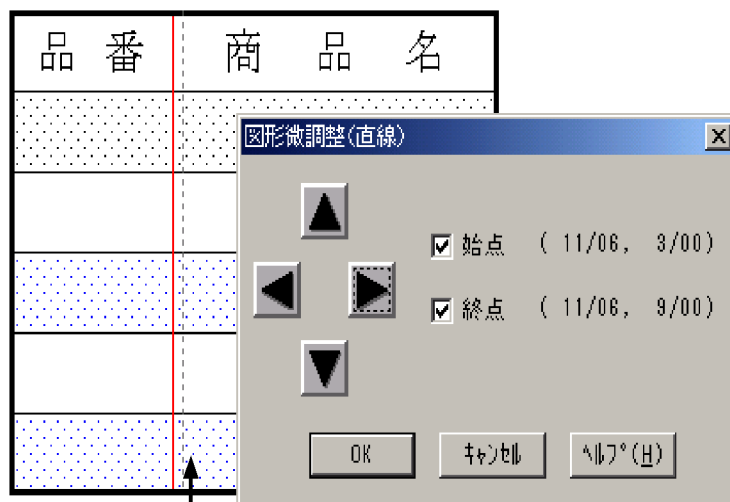 品 番 商 品 名
図形微調整(直線)
始点 ( 11/06, 3/00)
終点 ( 11/06, 9/00)
OK ｷｬﾝｾﾙ ﾍﾙﾌﾟ(H)